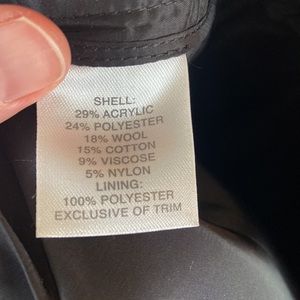 SHELL:
29% ACRYLIC
24% POLYESTER
18% WOOL
15% COTTON
9% VISCOSE
5% NYLON
LINING:
100% POLYESTER
EXCLUSIVE OF TRIM